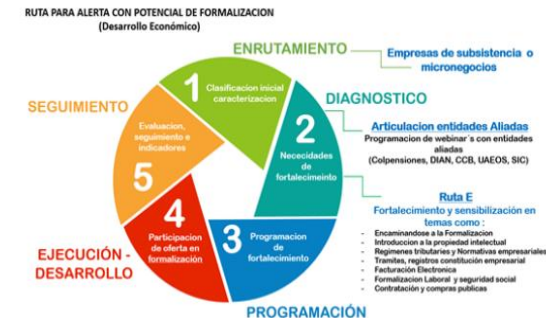 RUTA PARA ALERTA CON POTENCIAL DE FORMALIZACION
(Desarrollo Económico)
ENRUTAMIENTO
Empresas de subsistencia o
micronegocios
1
Clasificacion inicial
caracterizacion
SEGUIMIENTO
Evaluacion,
seguimiento e
indicadores
5
DIAGNOSTICO
2
Necesidades
de
fortalecimeinto
Articulacion entidades Aliadas
Programacion de webinar´s con entidades
aliadas
(Colpensiones, DIAN, CCB, UAEOS, SIC)
Ruta E
Fortalecimiento y sensibilización en
temas como :
- Encaminandose a la Formalizacion
- Introduccion a la propiedad intelectual
- Regimenes tributaries y Normativas empresariales
- Tramites, registros constitución empresarial
- Facturación Electronica
- Formalizacion Laboral y seguridad social
- Contratación y compras publicas
4
Participacion
de oferta en
formalización
3
Programacion
de
fortalecimiento
EJECUCIÓN -
DESARROLLO
PROGRAMACIÓN